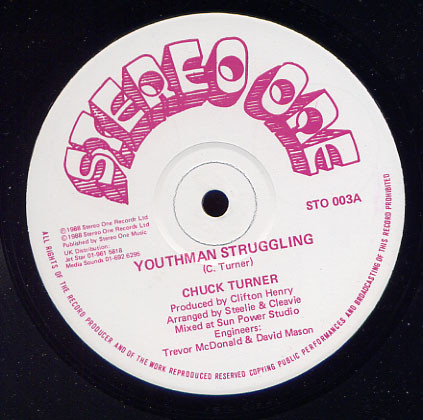 STEREO ONE
STO 003A
℗1988 Stereo One Records Ltd
©1988 Stereo One Records Ltd
Published by Stereo One Music
UK Distribution:
Jet Star 01-961 5818
Media Sounds 01-692 6295
YOUTHMAN STRUGGLING
(C. Turner)
CHUCK TURNER
Produced by Clifton Henry
Arranged by Steelie & Cleavie
Mixed at Sun Power Studio
Engineers:
Trevor McDonald & David Mason
ALL RIGHTS OF THE RECORD PRODUCER AND OF THE WORK REPRODUCED RESERVED COPYING PUBLIC PERFORMANCES AND BROADCASTING OF THIS RECORD PROHIBITED